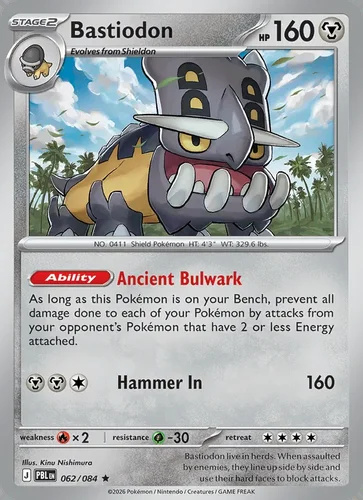 STAGE2
Bastiodon
HP 160
Evolves from Shieldon
NO. 0411 Shield Pokémon HT: 4'3" WT: 329.6 lbs.
Ability Ancient Bulwark
As long as this Pokémon is on your Bench, prevent all
damage done to each of your Pokémon by attacks from
your opponent's Pokémon that have 2 or less Energy
attached.
Hammer In 160
weakness ×2 resistance -30 retreat
Illus. Kinu Nishimura
J PBL EN 062/084 ★
Bastiodon live in herds. When assaulted
by enemies, they line up side by side and
use their hard faces to block attacks.
©2026 Pokémon / Nintendo / Creatures / GAME FREAK